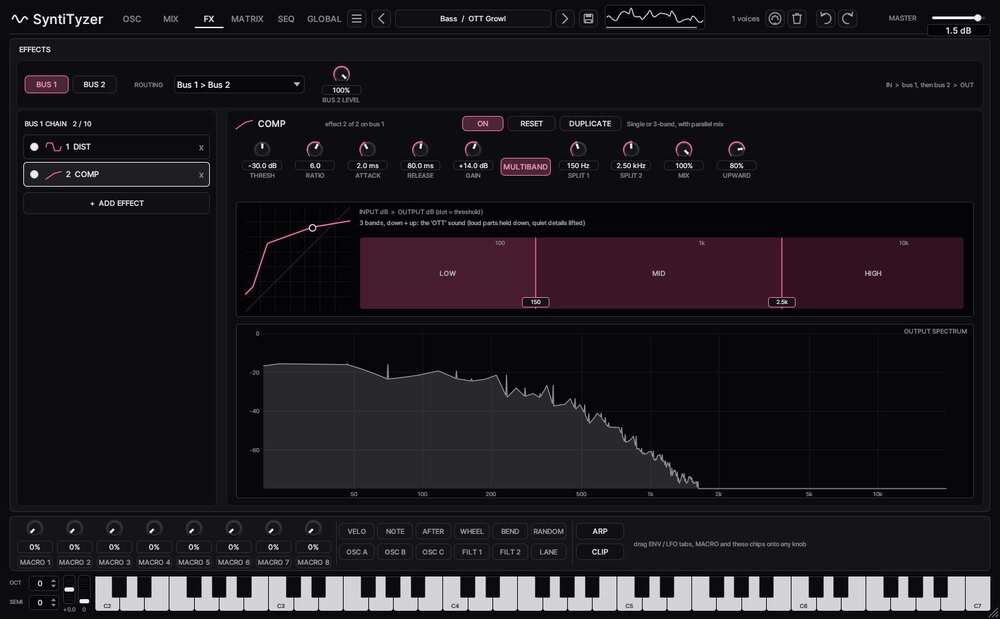 SyntiTyzer OSC MIX FX MATRIX SEQ GLOBAL Bass / OTT Growl 1 voices MASTER 1.5 dB
EFFECTS
BUS 1 BUS 2 ROUTING Bus 1 > Bus 2 100% BUS 2 LEVEL IN > bus 1, then bus 2 > OUT
BUS 1 CHAIN 2 / 10
1 DIST x
2 COMP x
+ ADD EFFECT
COMP effect 2 of 2 on bus 1 ON RESET DUPLICATE Single or 3-band, with parallel mix
-30.0 dB 6.0 2.0 ms 80.0 ms +14.0 dB MULTIBAND 150 Hz 2.50 kHz 100% 80%
THRESH RATIO ATTACK RELEASE GAIN SPLIT 1 SPLIT 2 MIX UPWARD
INPUT dB > OUTPUT dB (dot = threshold)
3 bands, down + up: the 'OTT' sound (loud parts held down, quiet details lifted)
100 1k 10k
LOW MID HIGH
150 2.5k
OUTPUT SPECTRUM
0
-20
-40
-60
50 100 200 500 1k 2k 5k 10k
0% 0% 0% 0% 0% 0% 0% 0%
MACRO 1 MACRO 2 MACRO 3 MACRO 4 MACRO 5 MACRO 6 MACRO 7 MACRO 8
VELO NOTE AFTER WHEEL BEND RANDOM ARP
OSC A OSC B OSC C FILT 1 FILT 2 LANE CLIP
drag ENV / LFO tabs, MACRO and these chips onto any knob
OCT 0
SEMI 0
+0.0 0
C2 C3 C4 C5 C6 C7